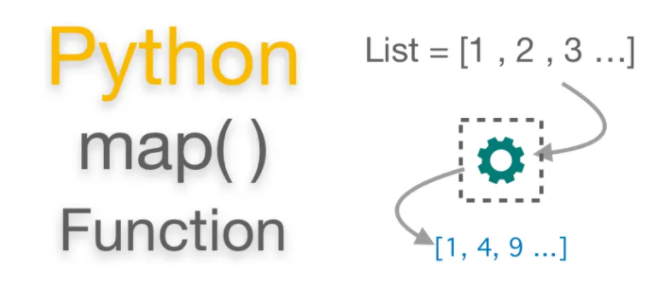 Python
map( )
Function
List = [1 , 2 , 3 ...]
[1, 4, 9 ...]